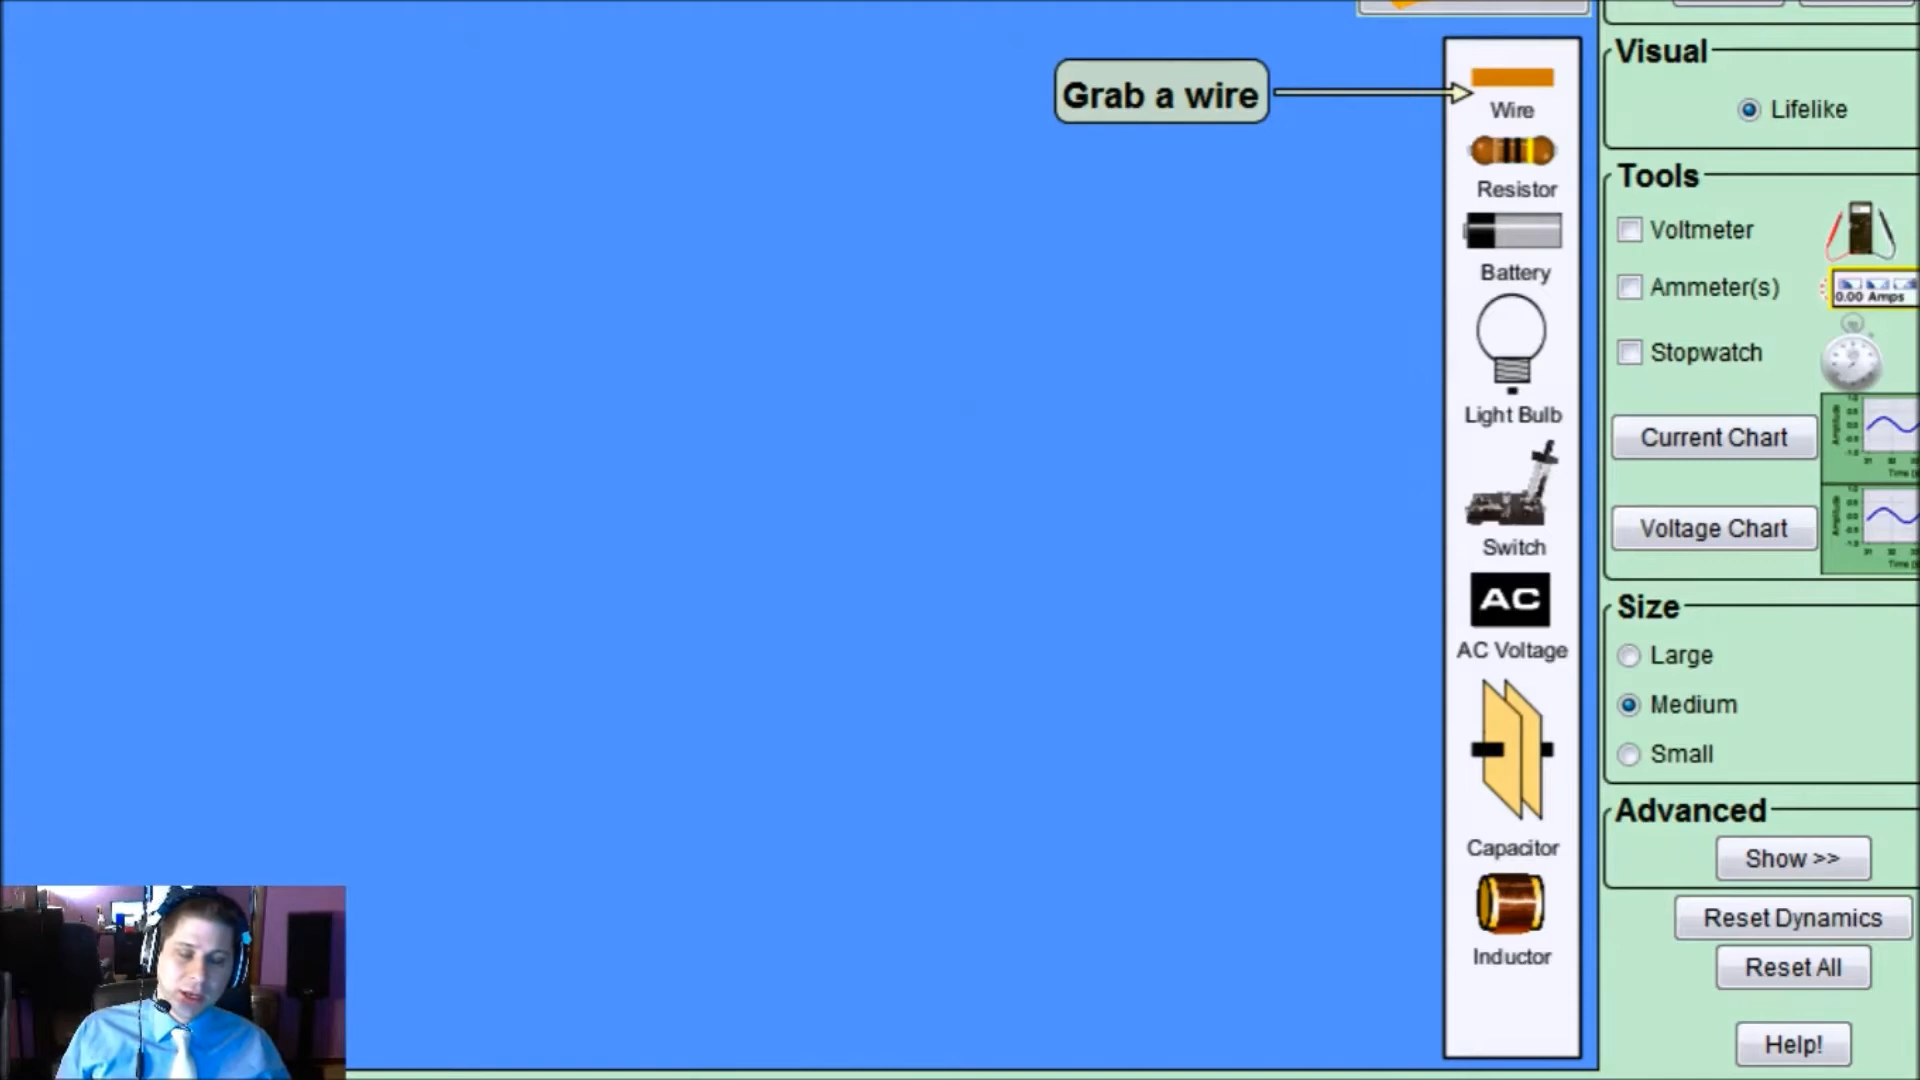 Grab a wire
Wire
Resistor
Battery
Light Bulb
Switch
AC
AC Voltage
Capacitor
Inductor
Visual
Lifelike
Tools
Voltmeter
Ammeter(s)
0.00 Amps
Stopwatch
Current Chart
Voltage Chart
Size
Large
Medium
Small
Advanced
Show >>
Reset Dynamics
Reset All
Help!